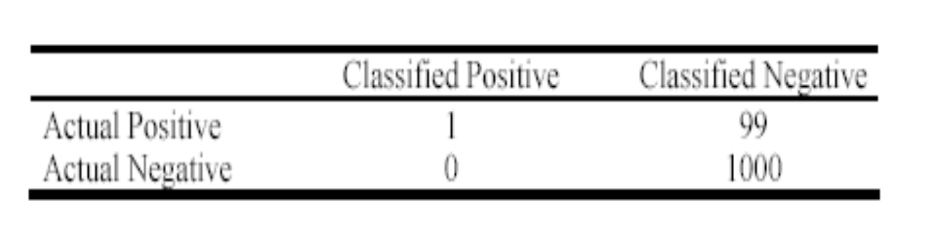 Classified Positive Classified Negative
Actual Positive 1 99
Actual Negative 0 1000